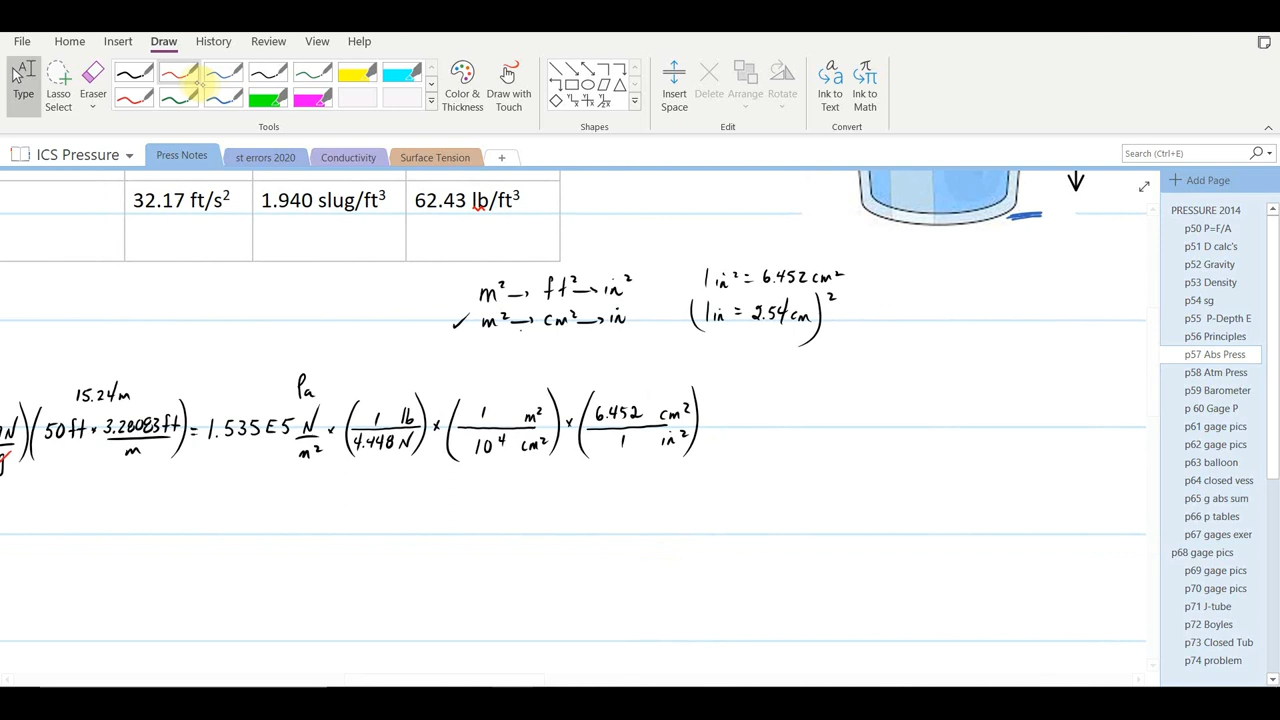 File Home Insert Draw History Review View Help
Type
Lasso Select
Eraser
Color & Thickness
Draw with Touch
Insert Space
Delete
Arrange
Rotate
Ink to Text
Ink to Math
Tools
Shapes
Edit
Convert
ICS Pressure
Press Notes
st errors 2020
Conductivity
Surface Tension
Search (Ctrl+E)
32.17 ft/s² 1.940 slug/ft³ 62.43 lb/ft³
m² → ft² → in²
✓ m² → cm² → in
1 in² = 6.452 cm²
(1 in = 2.54 cm)²
15.24 m
Pa
(50 ft × 3.28083 ft / m) = 1.535E5 N/m² × (1 lb / 4.448 N) × (1 m² / 10⁴ cm²) × (6.452 cm² / 1 in²)
Add Page
PRESSURE 2014
p50 P=F/A
p51 D calc's
p52 Gravity
p53 Density
p54 sg
p55 P-Depth E
p56 Principles
p57 Abs Press
p58 Atm Press
p59 Barometer
p 60 Gage P
p61 gage pics
p62 gage pics
p63 balloon
p64 closed vess
p65 g abs sum
p66 p tables
p67 gages exer
p68 gage pics
p69 gage pics
p70 gage pics
p71 J-tube
p72 Boyles
p73 Closed Tub
p74 problem